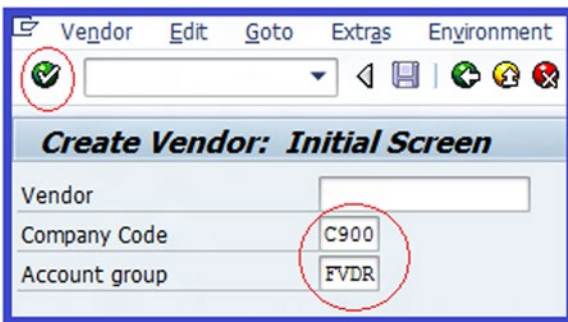 Vendor Edit Goto Extras Environment
Create Vendor: Initial Screen
Vendor
Company Code C900
Account group FVDR